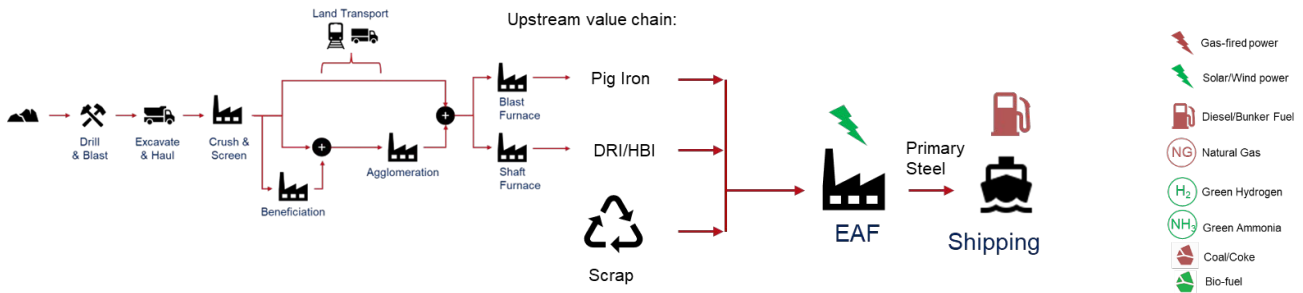 Land Transport
Upstream value chain:
Drill
& Blast
Excavate
& Haul
Crush &
Screen
Beneficiation
Agglomeration
Blast
Furnace
Shaft
Furnace
Pig Iron
DRI/HBI
Scrap
EAF
Primary
Steel
Shipping
Gas-fired power
Solar/Wind power
Diesel/Bunker Fuel
NG Natural Gas
H₂ Green Hydrogen
NH₃ Green Ammonia
Coal/Coke
Bio-fuel